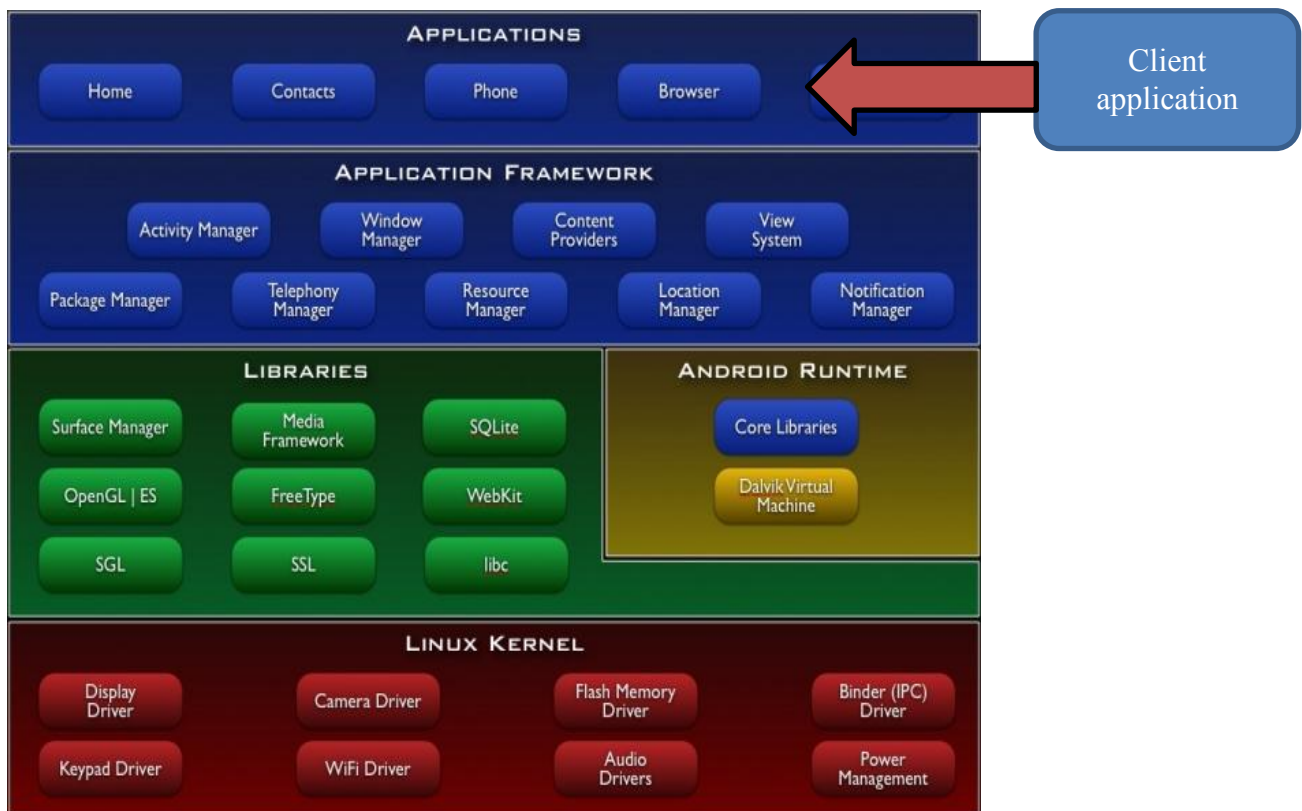 APPLICATIONS
Home
Contacts
Phone
Browser
Client
application
APPLICATION FRAMEWORK
Activity Manager
Window
Manager
Content
Providers
View
System
Package Manager
Telephony
Manager
Resource
Manager
Location
Manager
Notification
Manager
LIBRARIES
Surface Manager
Media
Framework
SQLite
OpenGL | ES
FreeType
WebKit
SGL
SSL
libc
ANDROID RUNTIME
Core Libraries
Dalvik Virtual
Machine
LINUX KERNEL
Display
Driver
Camera Driver
Flash Memory
Driver
Binder (IPC)
Driver
Keypad Driver
WiFi Driver
Audio
Drivers
Power
Management